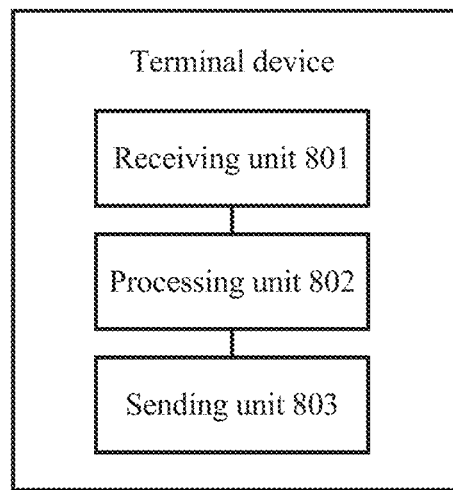 Terminal device
Receiving unit 801
Processing unit 802
Sending unit 803